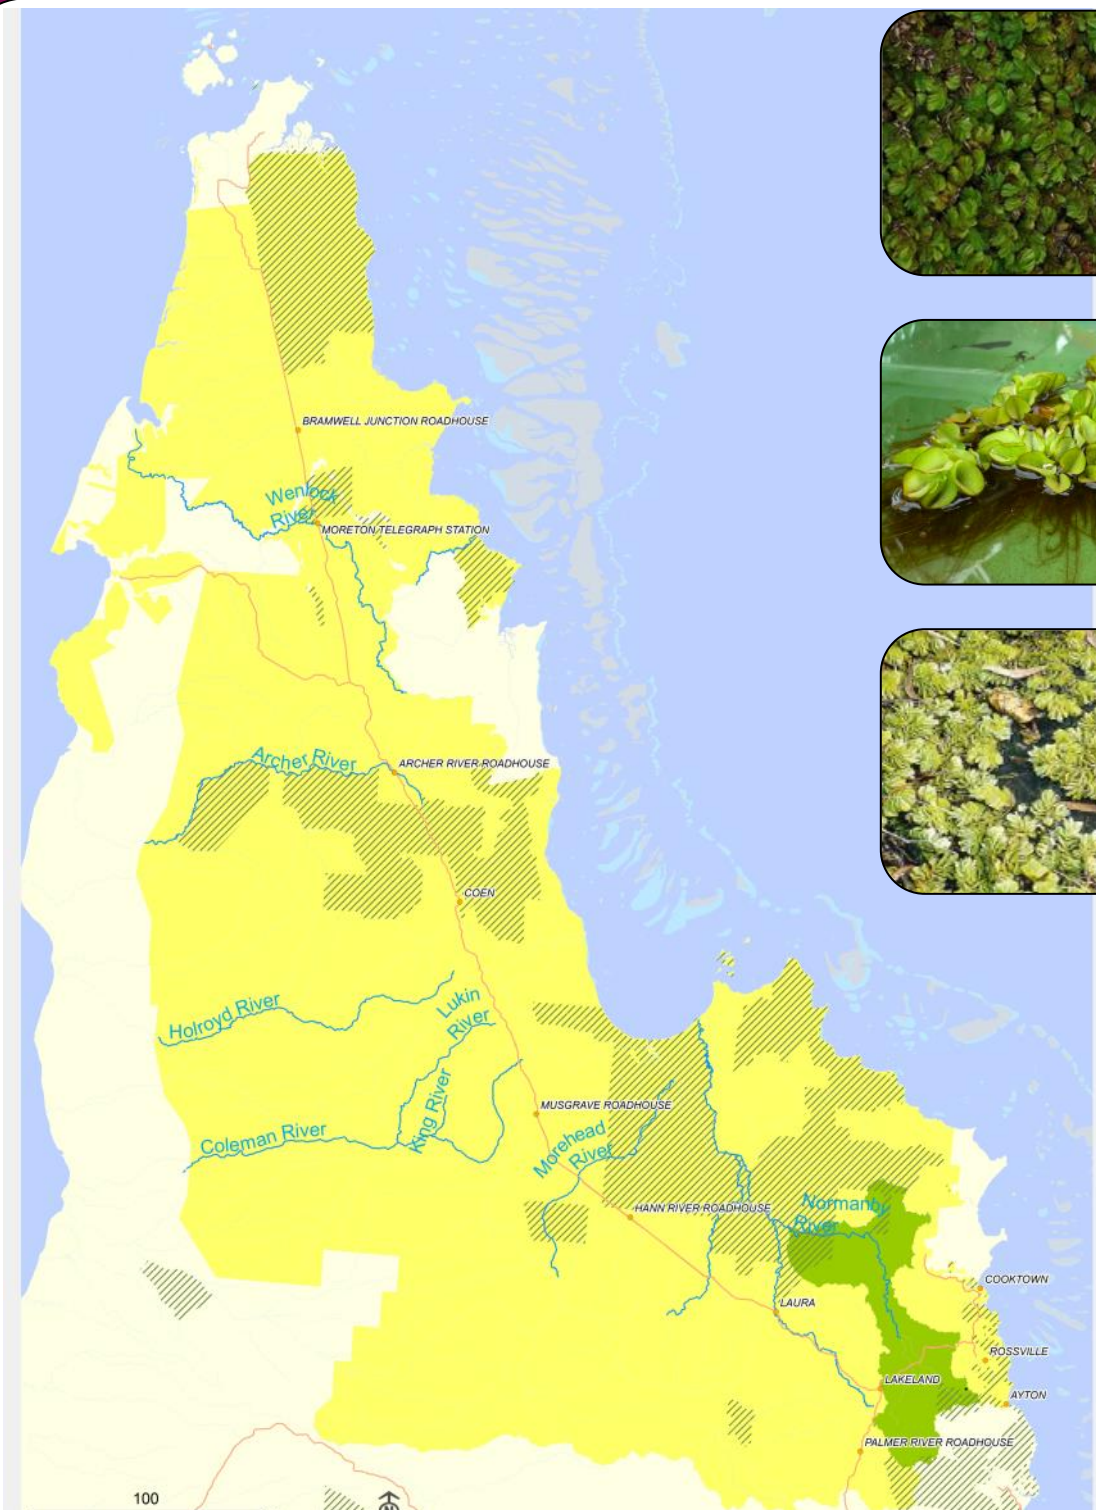 BRAMWELL JUNCTION ROADHOUSE
Wenlock
River
MORETON TELEGRAPH STATION
Archer River
ARCHER RIVER ROADHOUSE
COEN
Holroyd River
Lukin
River
King River
MUSGRAVE ROADHOUSE
Coleman River
Morehead
River
HANN RIVER ROADHOUSE
Normanby
River
COOKTOWN
LAURA
ROSSVILLE
LAKELAND
AYTON
PALMER RIVER ROADHOUSE
100
N